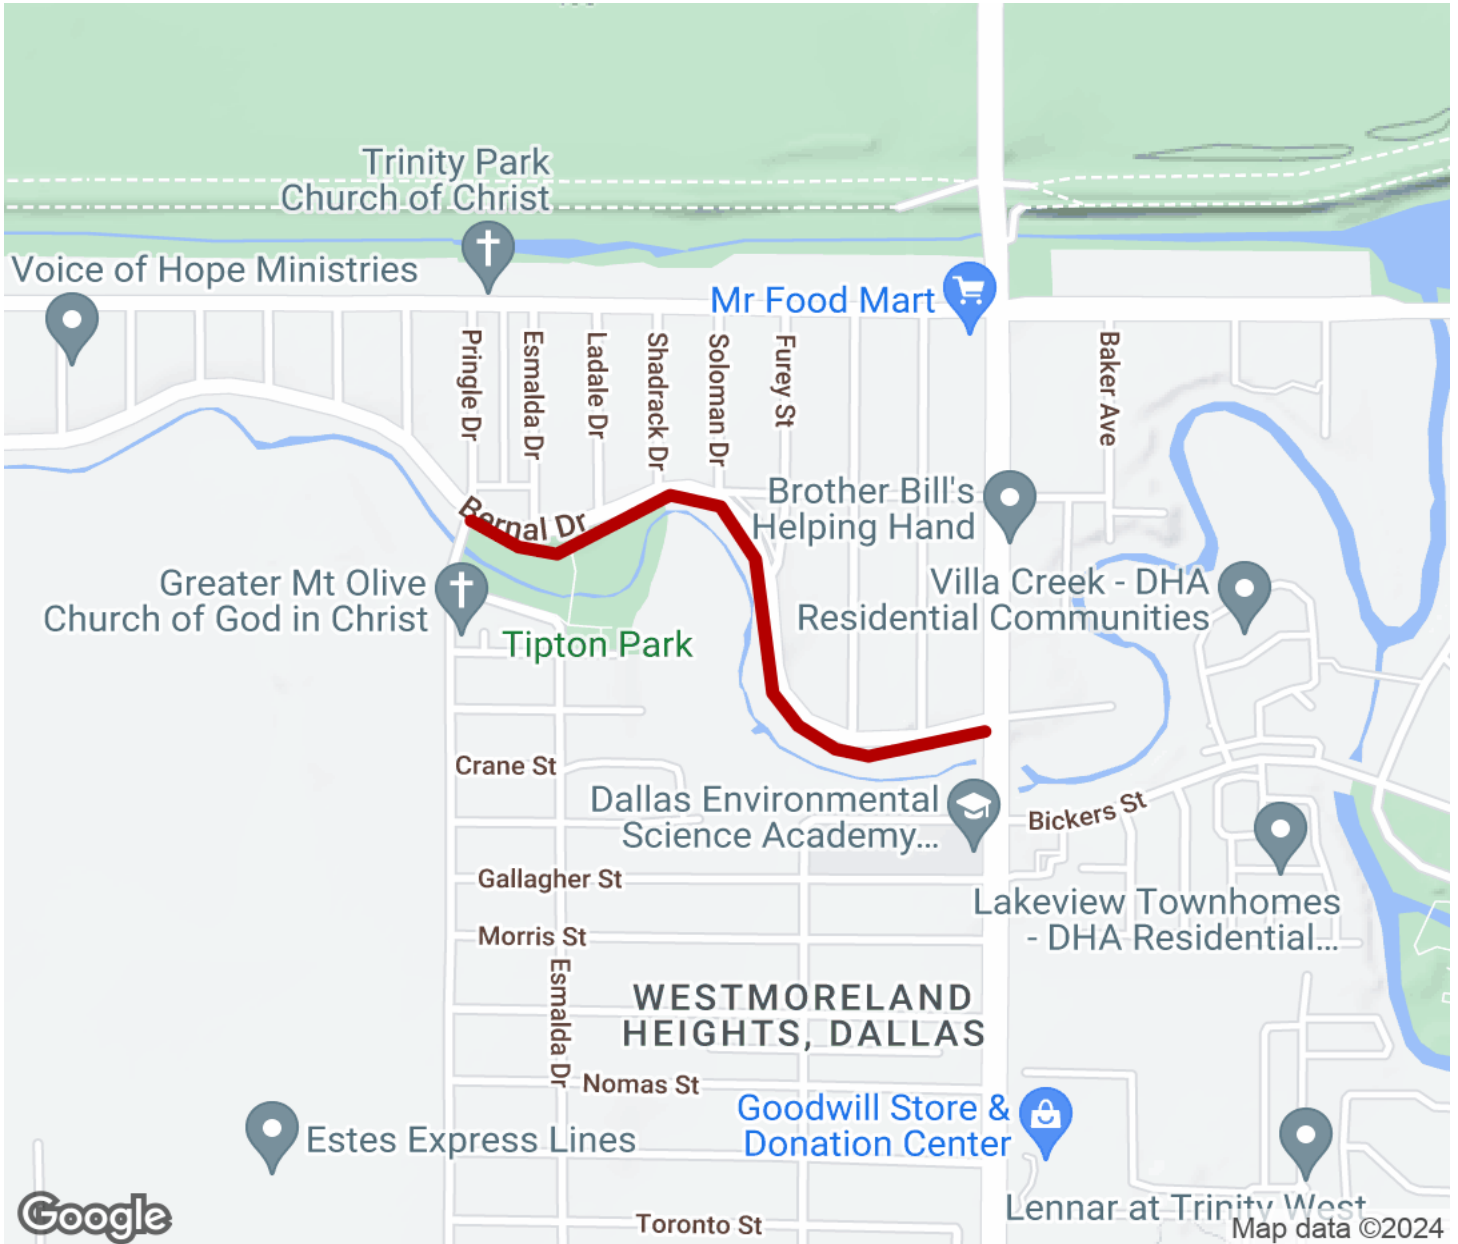 Trinity Park
Church of Christ
Voice of Hope Ministries
Mr Food Mart
Pringle Dr
Esmalda Dr
Ladale Dr
Shadrack Dr
Soloman Dr
Furey St
Baker Ave
Bernal Dr
Brother Bill's
Helping Hand
Greater Mt Olive
Church of God in Christ
Villa Creek - DHA
Residential Communities
Tipton Park
Crane St
Dallas Environmental
Science Academy...
Bickers St
Gallagher St
Lakeview Townhomes
- DHA Residential...
Morris St
Esmalda Dr
WESTMORELAND
HEIGHTS, DALLAS
Nomas St
Goodwill Store &
Donation Center
Estes Express Lines
Lennar at Trinity West
Google
Toronto St
Map data ©2024